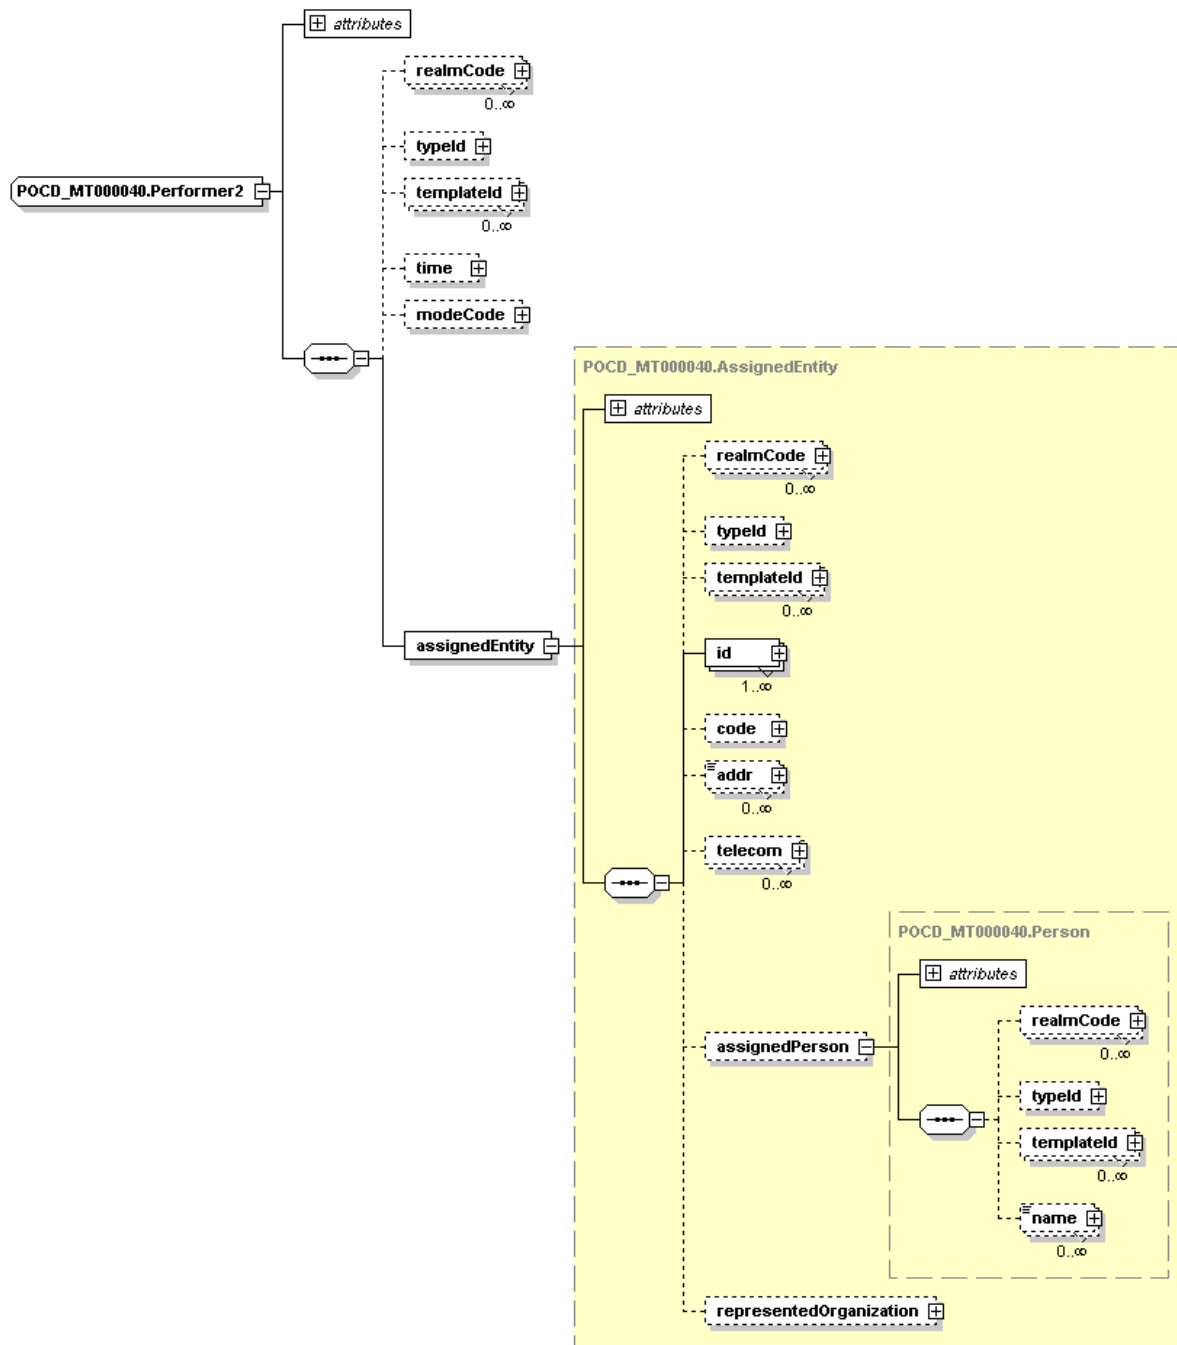 attributes
realmCode
0..∞
typeId
POCD_MT000040.Performer2
templateId
0..∞
time
modeCode
POCD_MT000040.AssignedEntity
attributes
realmCode
0..∞
typeId
templateId
0..∞
assignedEntity
id
1..∞
code
addr
0..∞
telecom
0..∞
POCD_MT000040.Person
attributes
realmCode
0..∞
assignedPerson
typeId
templateId
0..∞
name
0..∞
representedOrganization